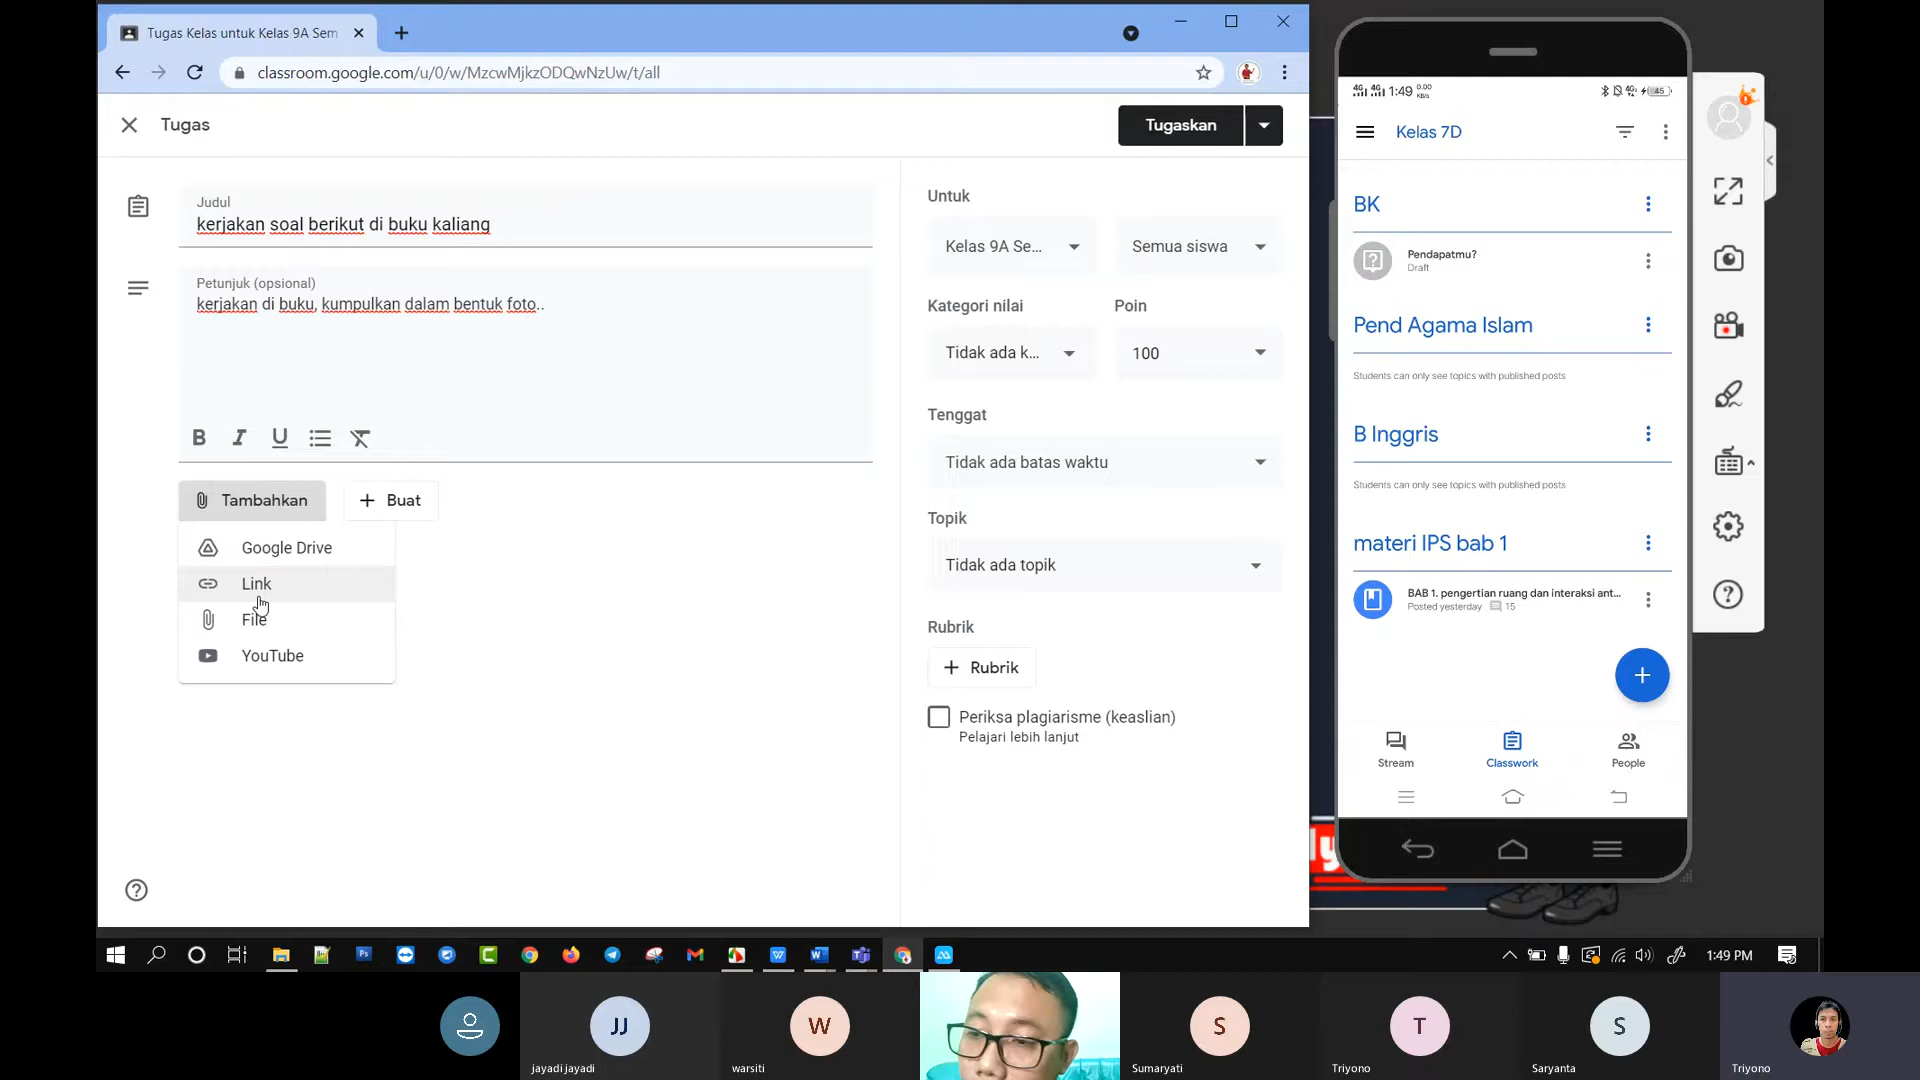 Tugas Kelas untuk Kelas 9A Sem
classroom.google.com/u/0/w/MzcwMjkzODQwNzUw/t/all
Tugas
Tugaskan
Judul
kerjakan soal berikut di buku kaliang
Petunjuk (opsional)
kerjakan di buku, kumpulkan dalam bentuk foto..
B I U
Tambahkan
Buat
Google Drive
Link
File
YouTube
Untuk
Kelas 9A Se...
Semua siswa
Kategori nilai
Poin
Tidak ada k...
100
Tenggat
Tidak ada batas waktu
Topik
Tidak ada topik
Rubrik
Rubrik
Periksa plagiarisme (keaslian)
Pelajari lebih lanjut
1:49 PM
4G 4G 1:49 0.00 KB/s
45
Kelas 7D
BK
Pendapatmu?
Draft
Pend Agama Islam
Students can only see topics with published posts
B Inggris
Students can only see topics with published posts
materi IPS bab 1
BAB 1. pengertian ruang dan interaksi ant...
Posted yesterday 15
Stream
Classwork
People
JJ
jayadi jayadi
W
warsiti
S
Sumaryati
T
Triyono
S
Saryanta
Triyono